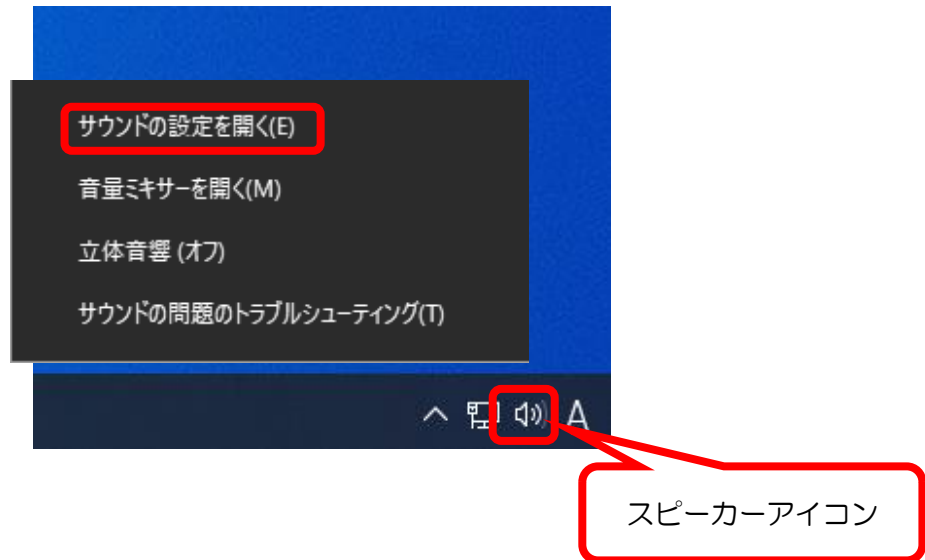 サウンドの設定を開く(E)
音量ミキサーを開く(M)
立体音響 (オフ)
サウンドの問題のトラブルシューティング(T)
A
スピーカーアイコン